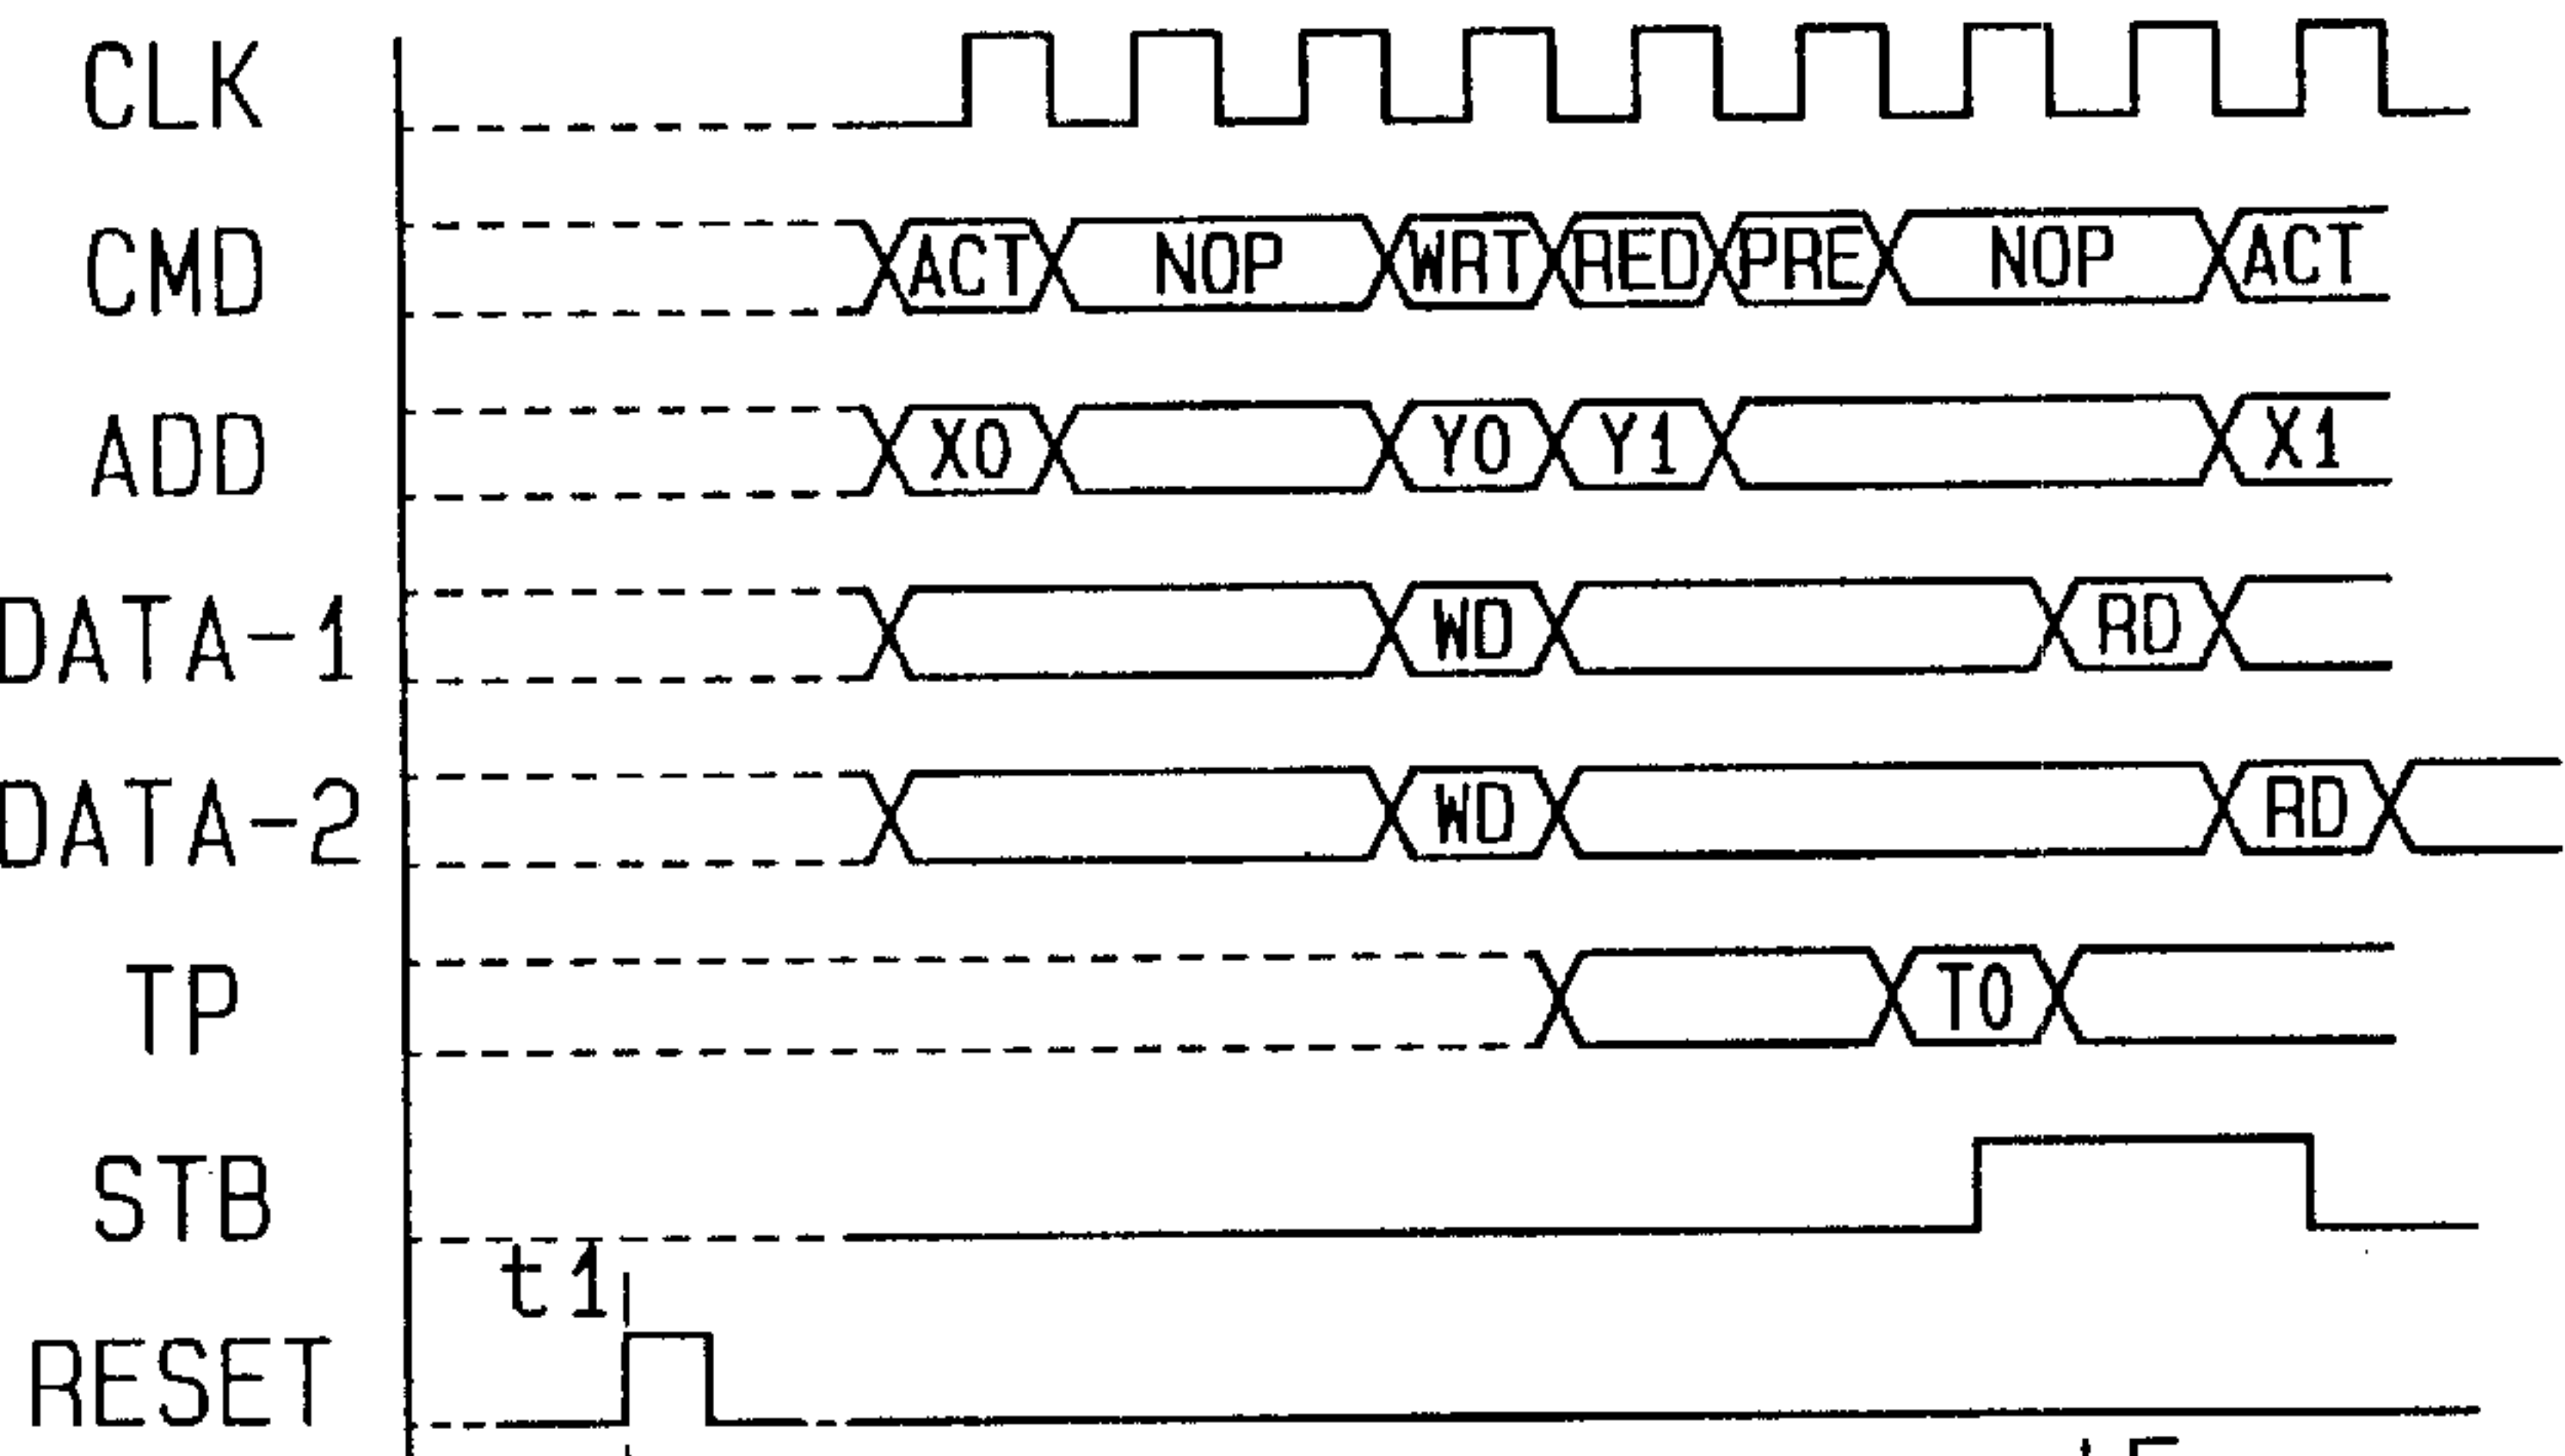 CLK
CMD ACT NOP WRT RED PRE NOP ACT
ADD X0 Y0 Y1 X1
DATA-1 WD RD
DATA-2 WD RD
TP T0
STB
t1
RESET